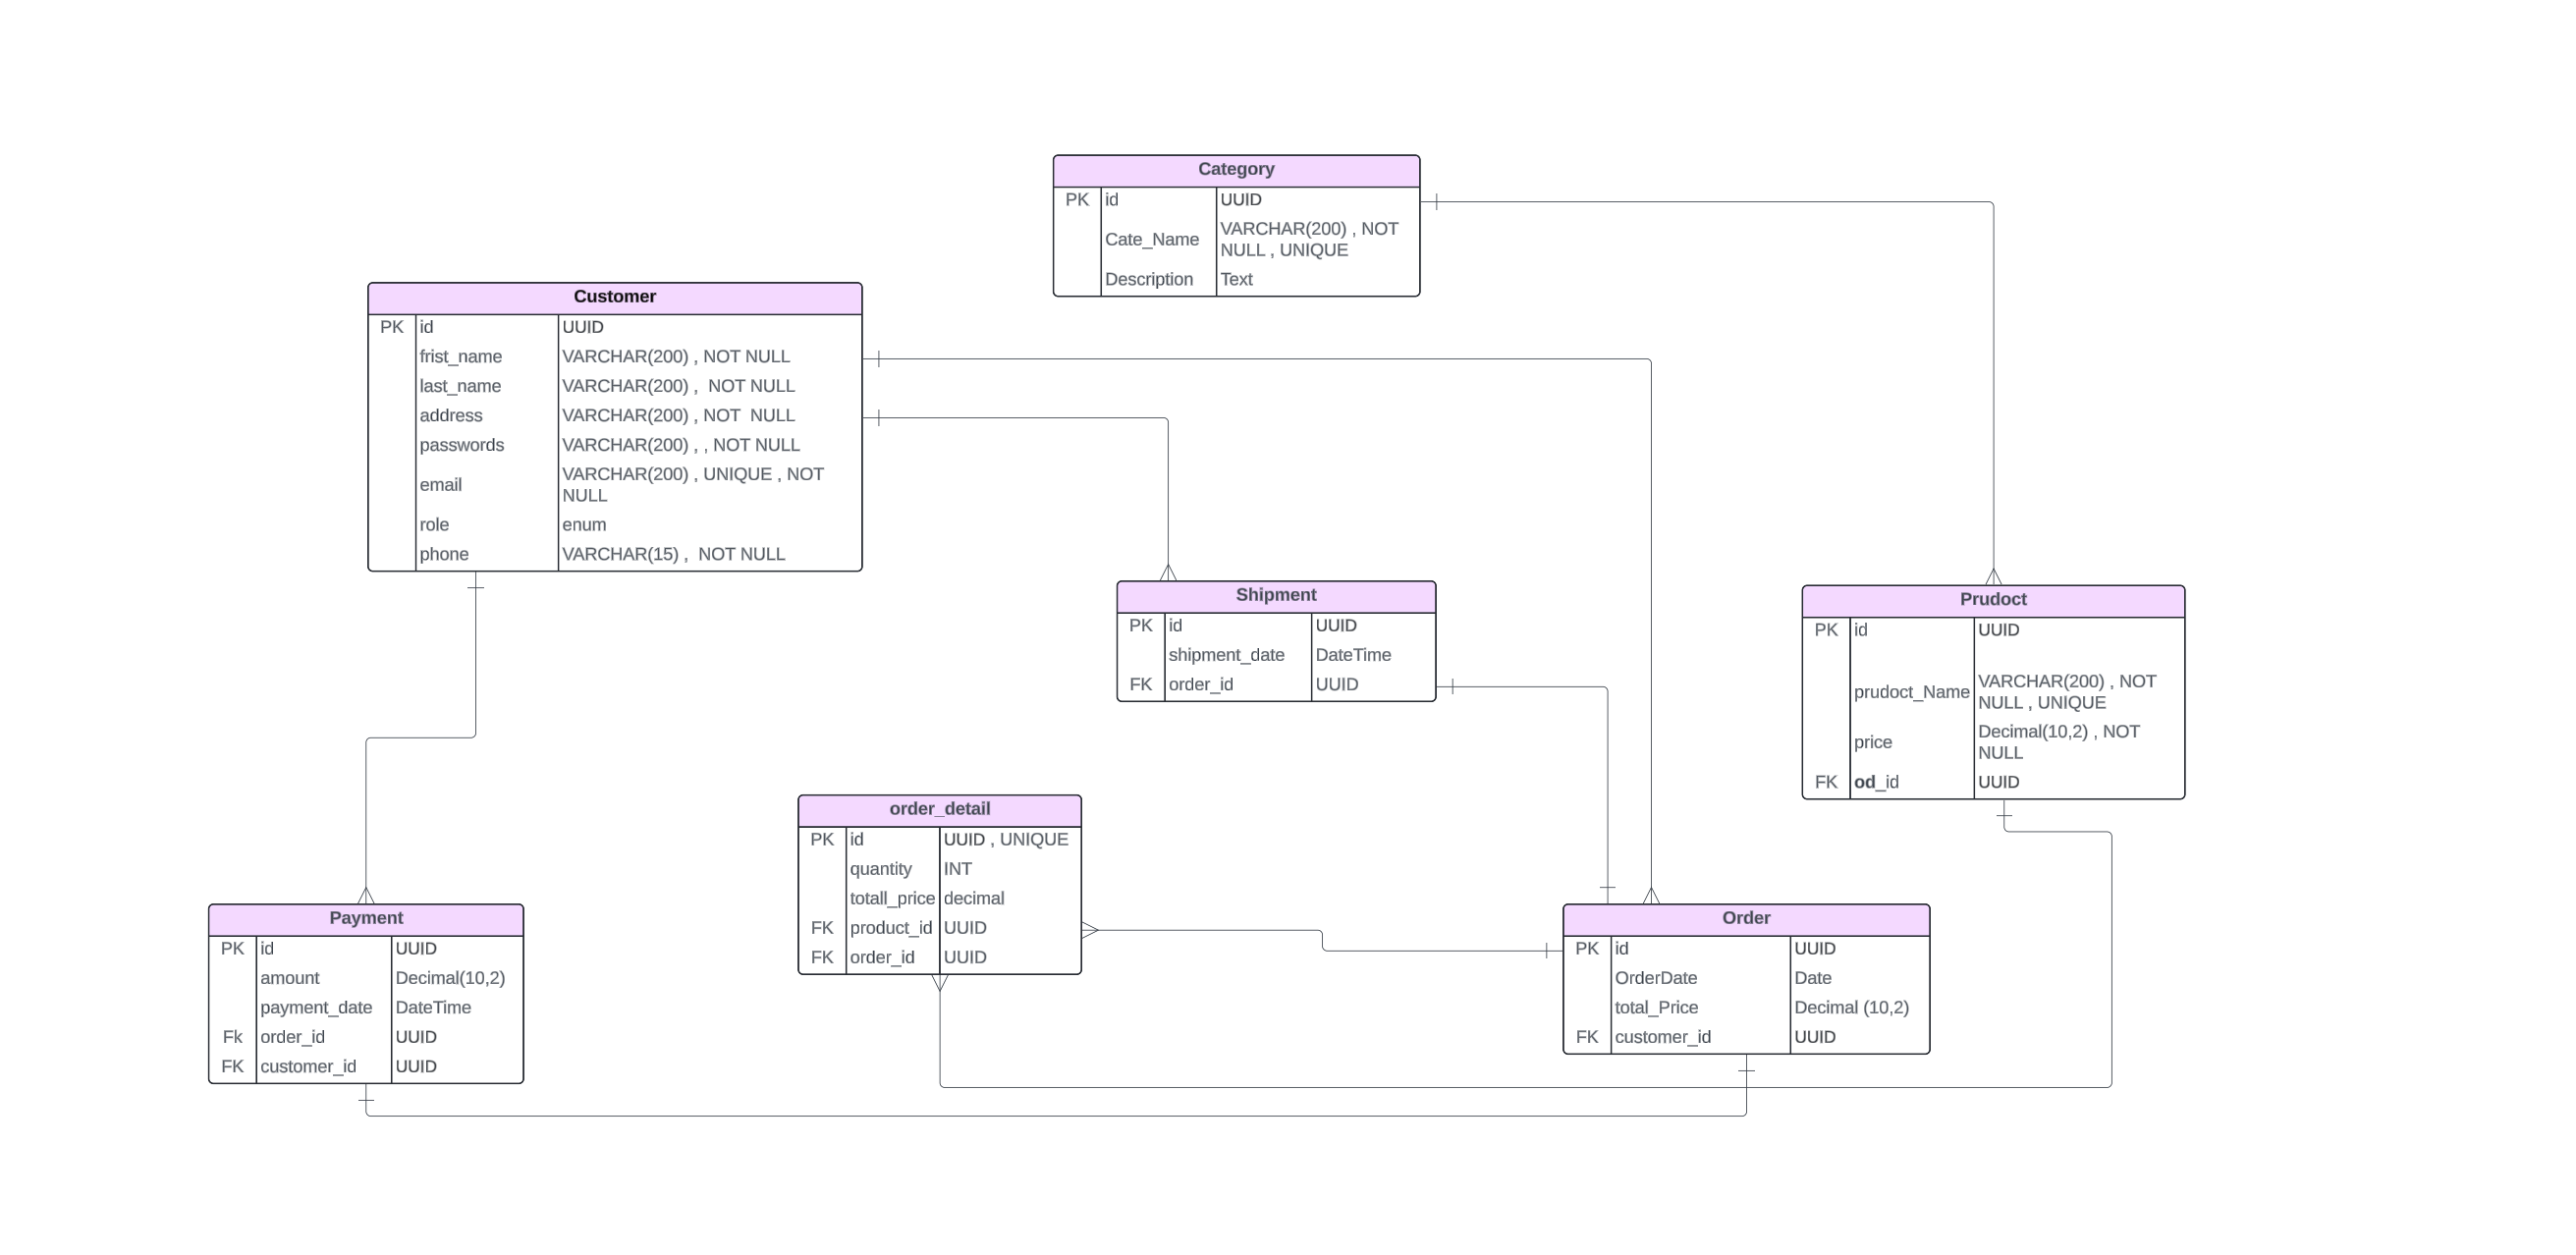 Category
PK id UUID
Cate_Name VARCHAR(200) , NOT
NULL , UNIQUE
Description Text
Customer
PK id UUID
frist_name VARCHAR(200) , NOT NULL
last_name VARCHAR(200) , NOT NULL
address VARCHAR(200) , NOT NULL
passwords VARCHAR(200) , , NOT NULL
email VARCHAR(200) , UNIQUE , NOT
NULL
role enum
phone VARCHAR(15) , NOT NULL
Shipment
PK id UUID
shipment_date DateTime
FK order_id UUID
Prudoct
PK id UUID
prudoct_Name VARCHAR(200) , NOT
NULL , UNIQUE
price Decimal(10,2) , NOT
NULL
FK od_id UUID
order_detail
PK id UUID , UNIQUE
quantity INT
totall_price decimal
FK product_id UUID
FK order_id UUID
Payment
PK id UUID
amount Decimal(10,2)
payment_date DateTime
Fk order_id UUID
FK customer_id UUID
Order
PK id UUID
OrderDate Date
total_Price Decimal (10,2)
FK customer_id UUID